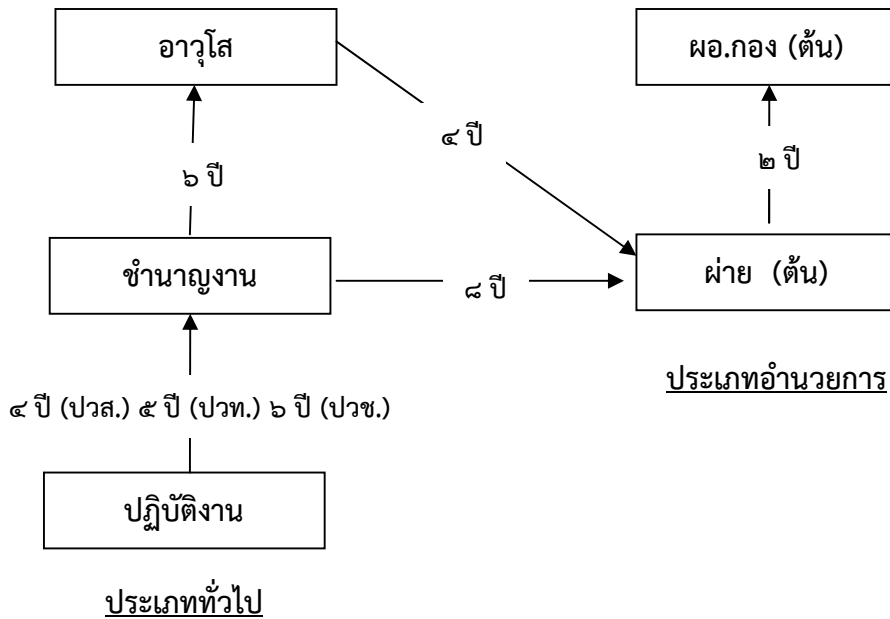 อาวุโส
ผอ.กอง (ต้น)
๔ ปี
๖ ปี
๒ ปี
ชำนาญงาน
๘ ปี
ฝ่าย (ต้น)
ประเภทอำนวยการ
๔ ปี (ปวส.) ๕ ปี (ปวท.) ๖ ปี (ปวช.)
ปฏิบัติงาน
ประเภททั่วไป